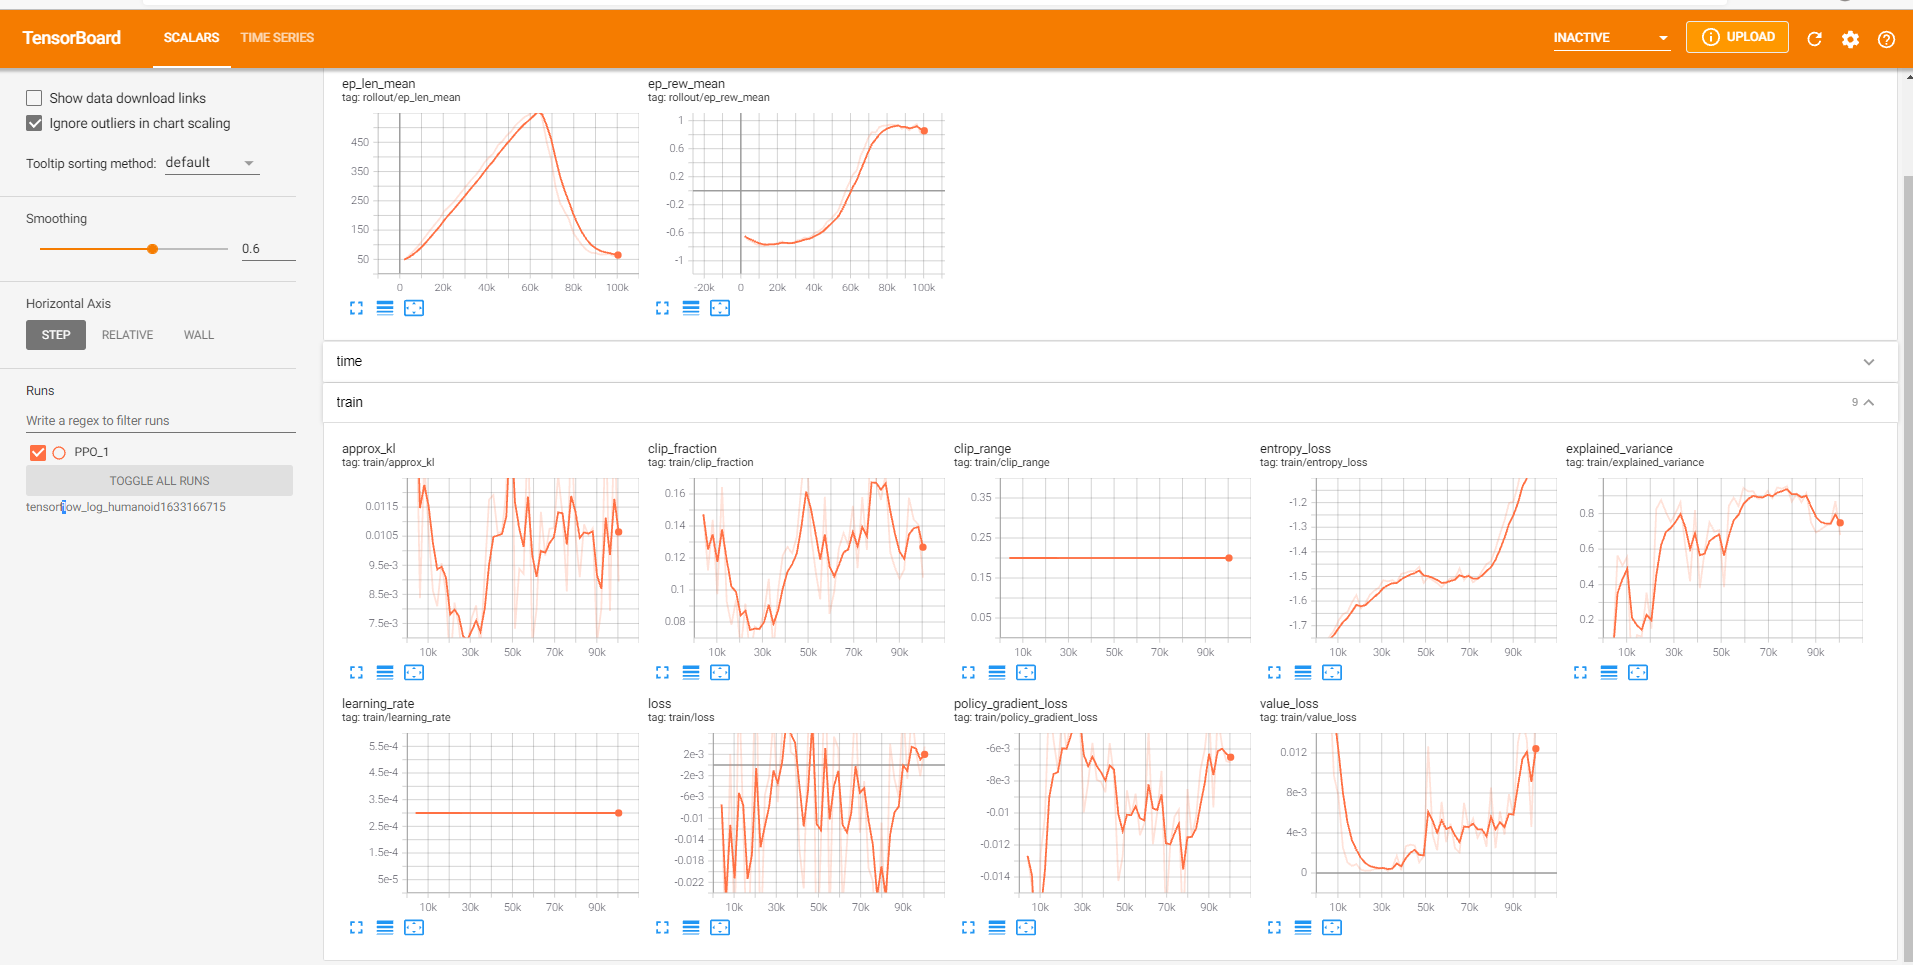 TensorBoard
SCALARS
TIME SERIES
INACTIVE
UPLOAD
Show data download links
Ignore outliers in chart scaling
Tooltip sorting method: default
Smoothing
0.6
Horizontal Axis
STEP RELATIVE WALL
Runs
Write a regex to filter runs
PPO_1
TOGGLE ALL RUNS
tensorflow_log_humanoid1633166715
ep_len_mean
tag: rollout/ep_len_mean
450
350
250
150
50
0 20k 40k 60k 80k 100k
ep_rew_mean
tag: rollout/ep_rew_mean
1
0.6
0.2
-0.2
-0.6
-1
-20k 0 20k 40k 60k 80k 100k
time
train
9
approx_kl
tag: train/approx_kl
0.0115
0.0105
9.5e-3
8.5e-3
7.5e-3
10k 30k 50k 70k 90k
clip_fraction
tag: train/clip_fraction
0.16
0.14
0.12
0.1
0.08
10k 30k 50k 70k 90k
clip_range
tag: train/clip_range
0.35
0.25
0.15
0.05
10k 30k 50k 70k 90k
entropy_loss
tag: train/entropy_loss
-1.2
-1.3
-1.4
-1.5
-1.6
-1.7
10k 30k 50k 70k 90k
explained_variance
tag: train/explained_variance
0.8
0.6
0.4
0.2
10k 30k 50k 70k 90k
learning_rate
tag: train/learning_rate
5.5e-4
4.5e-4
3.5e-4
2.5e-4
1.5e-4
5e-5
10k 30k 50k 70k 90k
loss
tag: train/loss
2e-3
-2e-3
-6e-3
-0.01
-0.014
-0.018
-0.022
10k 30k 50k 70k 90k
policy_gradient_loss
tag: train/policy_gradient_loss
-6e-3
-8e-3
-0.01
-0.012
-0.014
10k 30k 50k 70k 90k
value_loss
tag: train/value_loss
0.012
8e-3
4e-3
0
10k 30k 50k 70k 90k